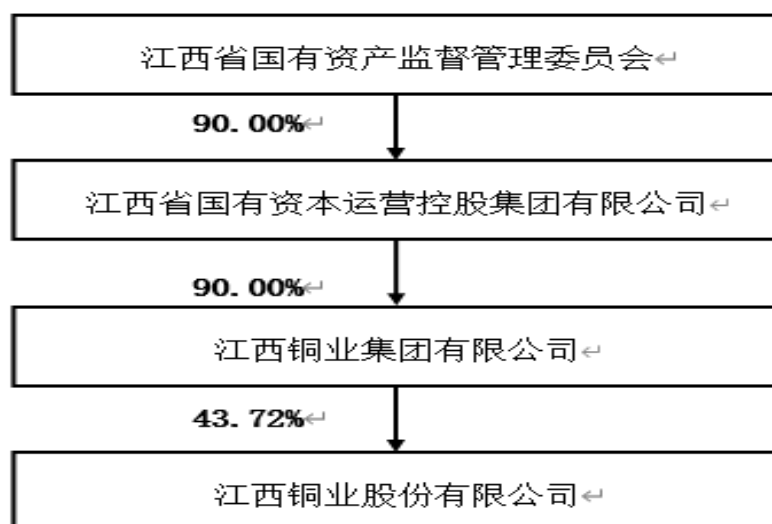 江西省国有资产监督管理委员会↵
90.00%↵
江西省国有资本运营控股集团有限公司↵
90.00%↵
江西铜业集团有限公司↵
43.72%↵
江西铜业股份有限公司↵